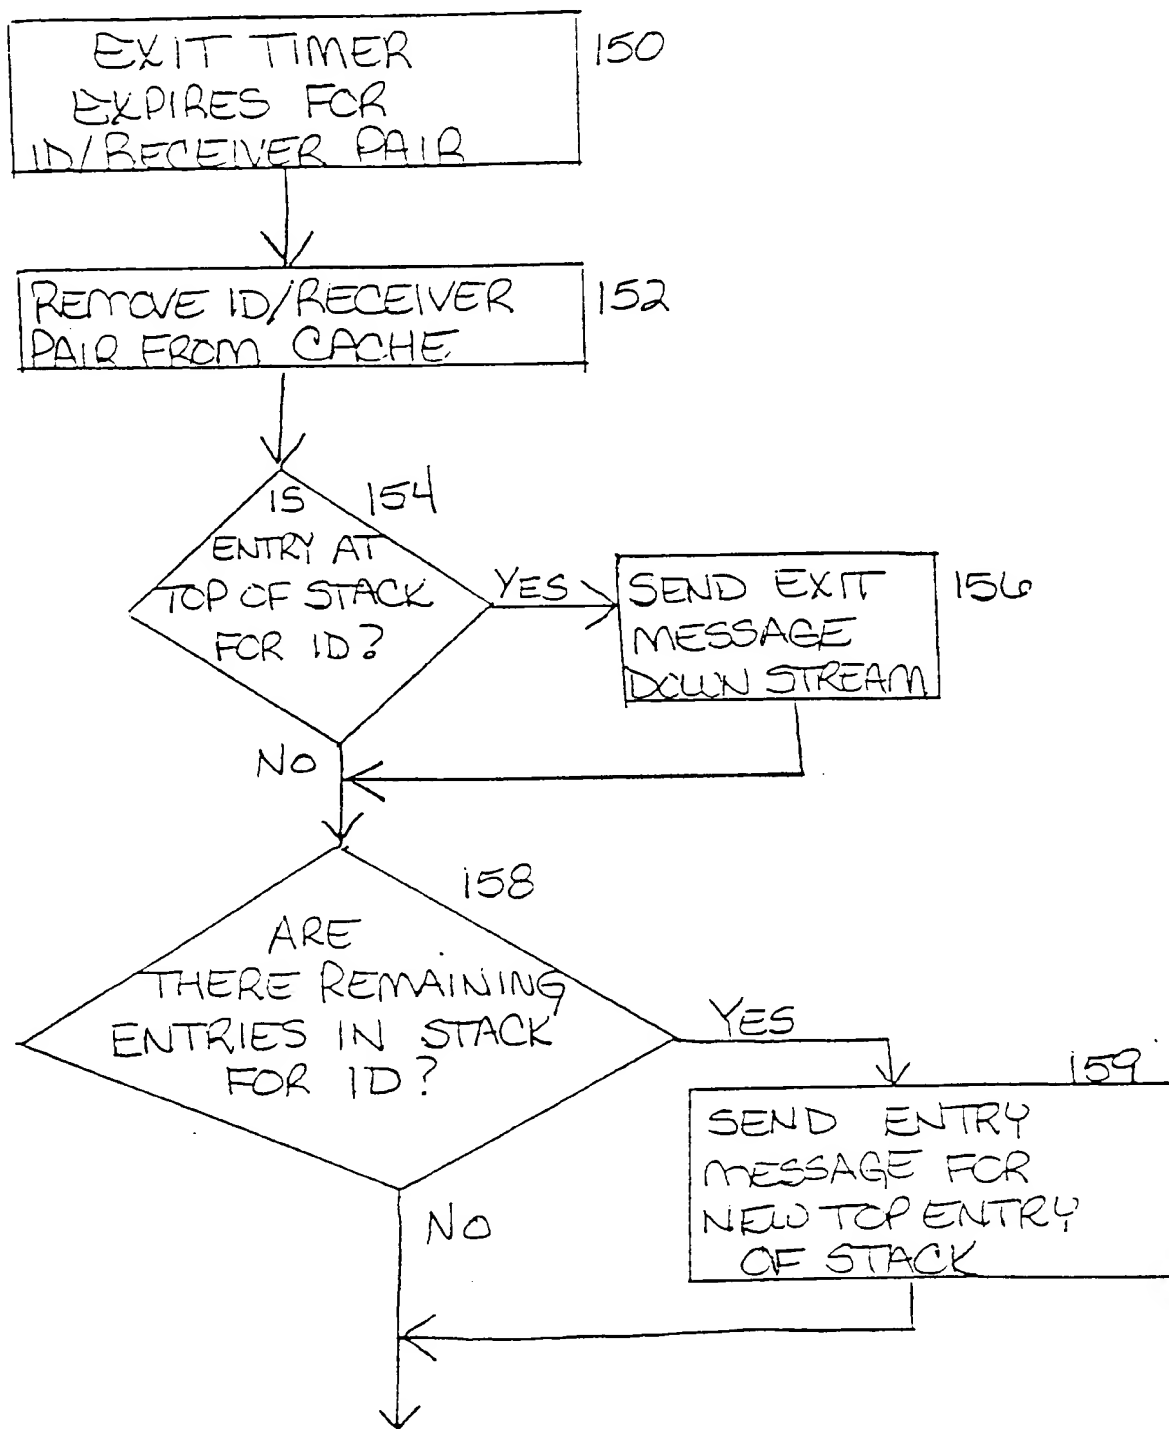 EXIT TIMER
EXPIRES FOR
ID/RECEIVER PAIR
150
REMOVE ID/RECEIVER
PAIR FROM CACHE
152
IS
ENTRY AT
TOP OF STACK
FOR ID?
154
YES
SEND EXIT
MESSAGE
DOWN STREAM
156
NO
158
ARE
THERE REMAINING
ENTRIES IN STACK
FOR ID?
YES
159
SEND ENTRY
MESSAGE FOR
NEW TOP ENTRY
OF STACK
NO